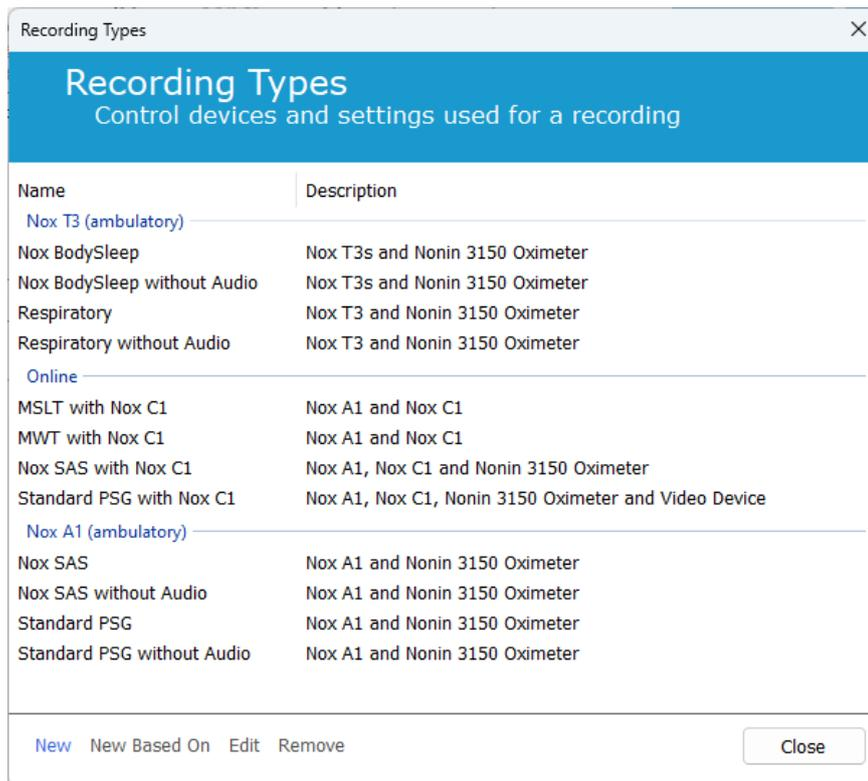 Recording Types
Recording Types
Control devices and settings used for a recording
Name Description
Nox T3 (ambulatory)
Nox BodySleep Nox T3s and Nonin 3150 Oximeter
Nox BodySleep without Audio Nox T3s and Nonin 3150 Oximeter
Respiratory Nox T3 and Nonin 3150 Oximeter
Respiratory without Audio Nox T3 and Nonin 3150 Oximeter
Online
MSLT with Nox C1 Nox A1 and Nox C1
MWT with Nox C1 Nox A1 and Nox C1
Nox SAS with Nox C1 Nox A1, Nox C1 and Nonin 3150 Oximeter
Standard PSG with Nox C1 Nox A1, Nox C1, Nonin 3150 Oximeter and Video Device
Nox A1 (ambulatory)
Nox SAS Nox A1 and Nonin 3150 Oximeter
Nox SAS without Audio Nox A1 and Nonin 3150 Oximeter
Standard PSG Nox A1 and Nonin 3150 Oximeter
Standard PSG without Audio Nox A1 and Nonin 3150 Oximeter
New New Based On Edit Remove Close